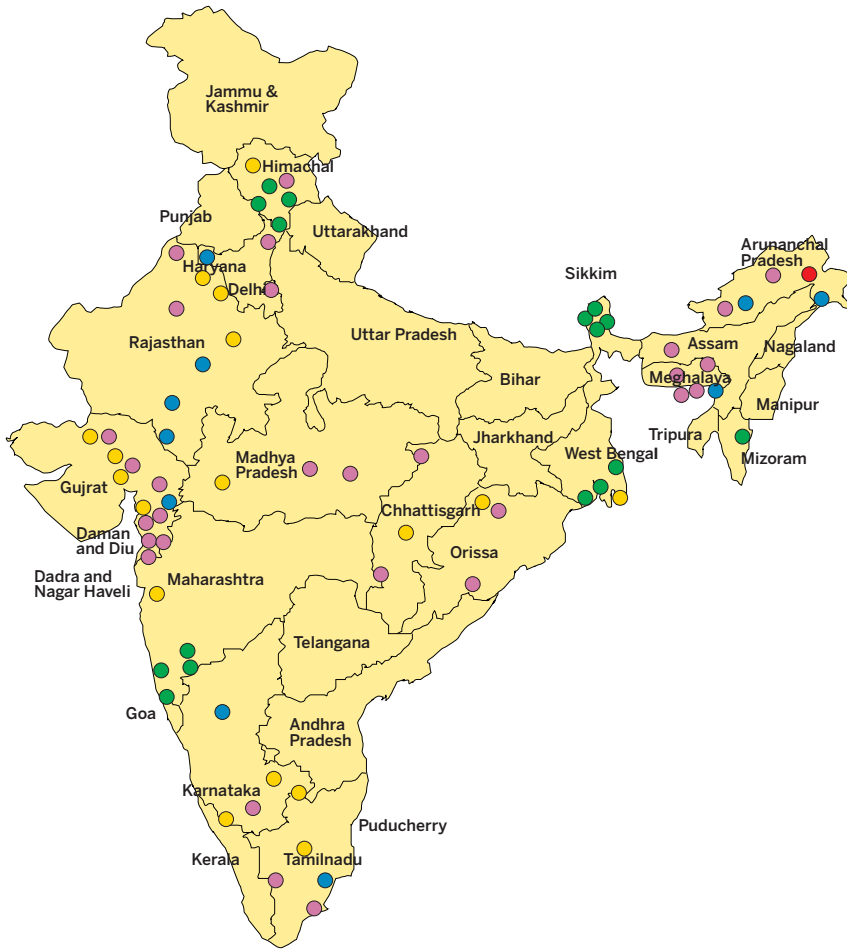 Jammu &
Kashmir
Himachal
Punjab
Uttarakhand
Haryana
Delhi
Arunanchal
Pradesh
Sikkim
Rajasthan
Uttar Pradesh
Assam
Nagaland
Bihar
Meghalaya
Manipur
Jharkhand
Tripura
West Bengal
Mizoram
Madhya
Pradesh
Gujrat
Chhattisgarh
Daman
and Diu
Orissa
Dadra and
Nagar Haveli
Maharashtra
Telangana
Goa
Andhra
Pradesh
Karnataka
Puducherry
Kerala
Tamilnadu